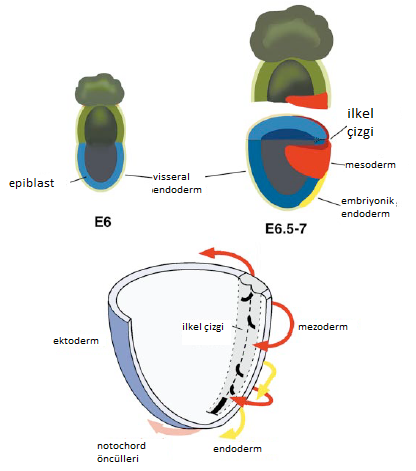 ilkel
çizgi
mesoderm
epiblast
visseral
endoderm
embriyonik
endoderm
E6
E6.5-7
ektoderm
ilkel çizgi
mezoderm
notochord
öncülleri
endoderm